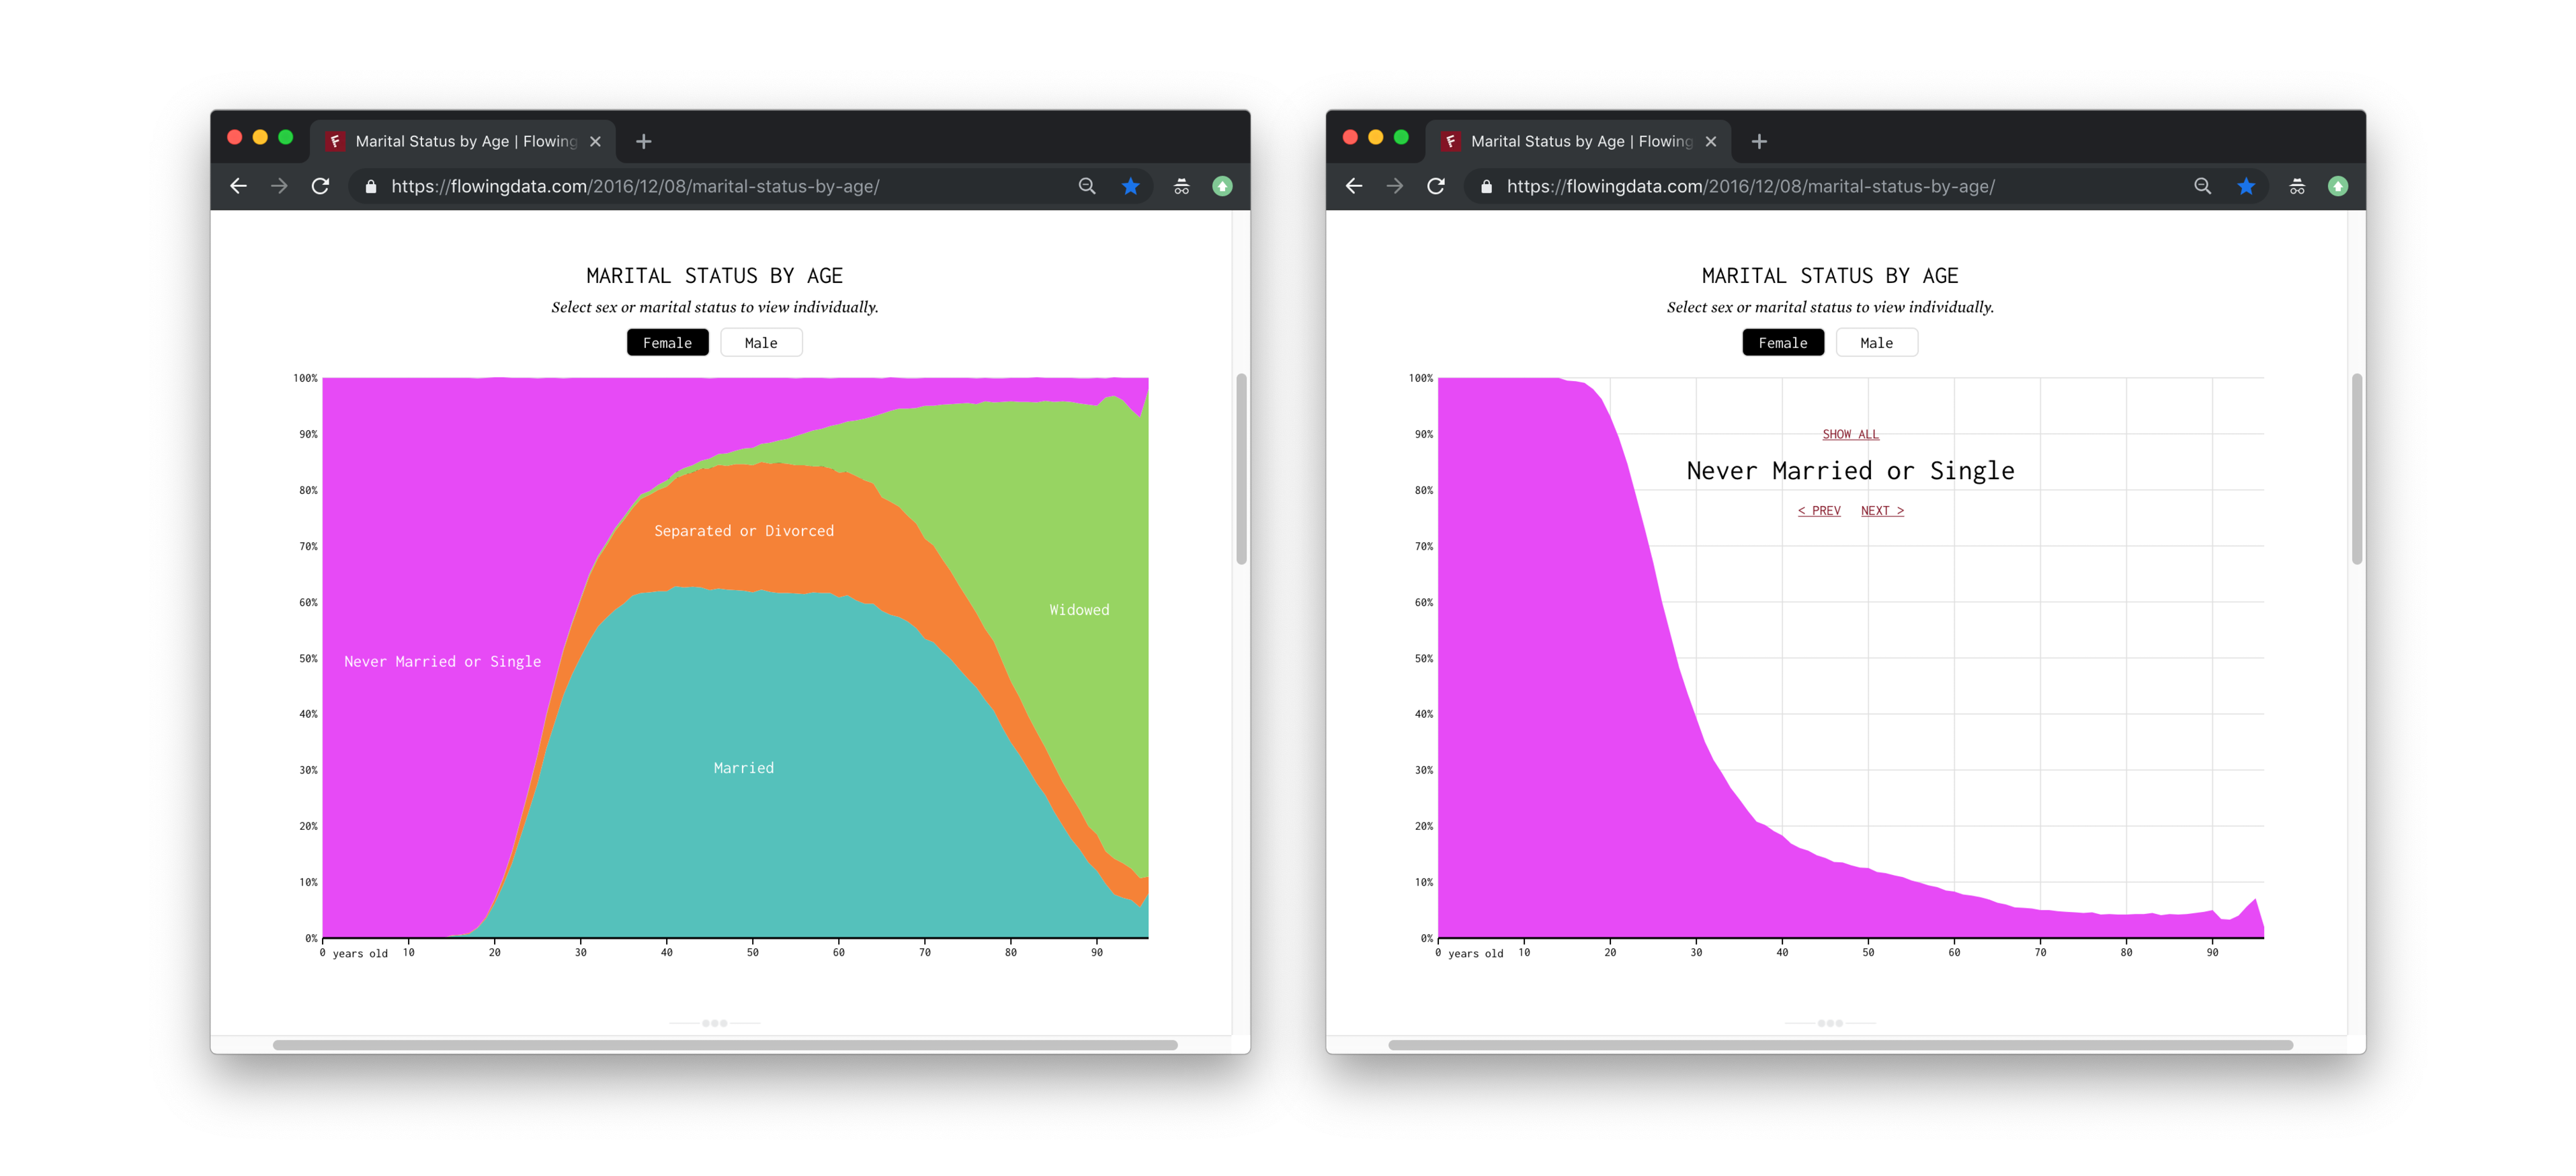 Marital Status by Age | Flowing
https://flowingdata.com/2016/12/08/marital-status-by-age/
MARITAL STATUS BY AGE
Select sex or marital status to view individually.
Female Male
100%
90%
80%
70%
60%
50%
40%
30%
20%
10%
0%
Never Married or Single
Separated or Divorced
Widowed
Married
0 years old 10 20 30 40 50 60 70 80 90
Marital Status by Age | Flowing
https://flowingdata.com/2016/12/08/marital-status-by-age/
MARITAL STATUS BY AGE
Select sex or marital status to view individually.
Female Male
100%
90%
80%
70%
60%
50%
40%
30%
20%
10%
0%
SHOW ALL
Never Married or Single
< PREV NEXT >
0 years old 10 20 30 40 50 60 70 80 90